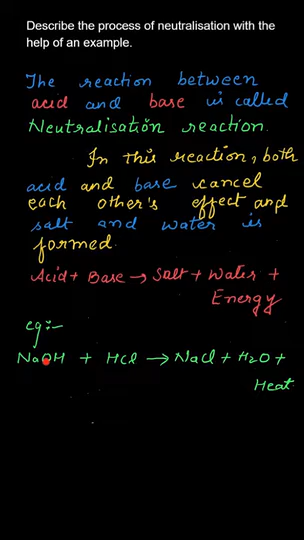 Describe the process of neutralisation with the
help of an example.
The reaction between
acid and base is called
Neutralisation reaction.
In this reaction, both
acid and base cancel
each other's effect and
salt and water is
formed.
Acid + Base → Salt + Water +
Energy
eg:-
NaOH + HCl → NaCl + H₂O +
Heat